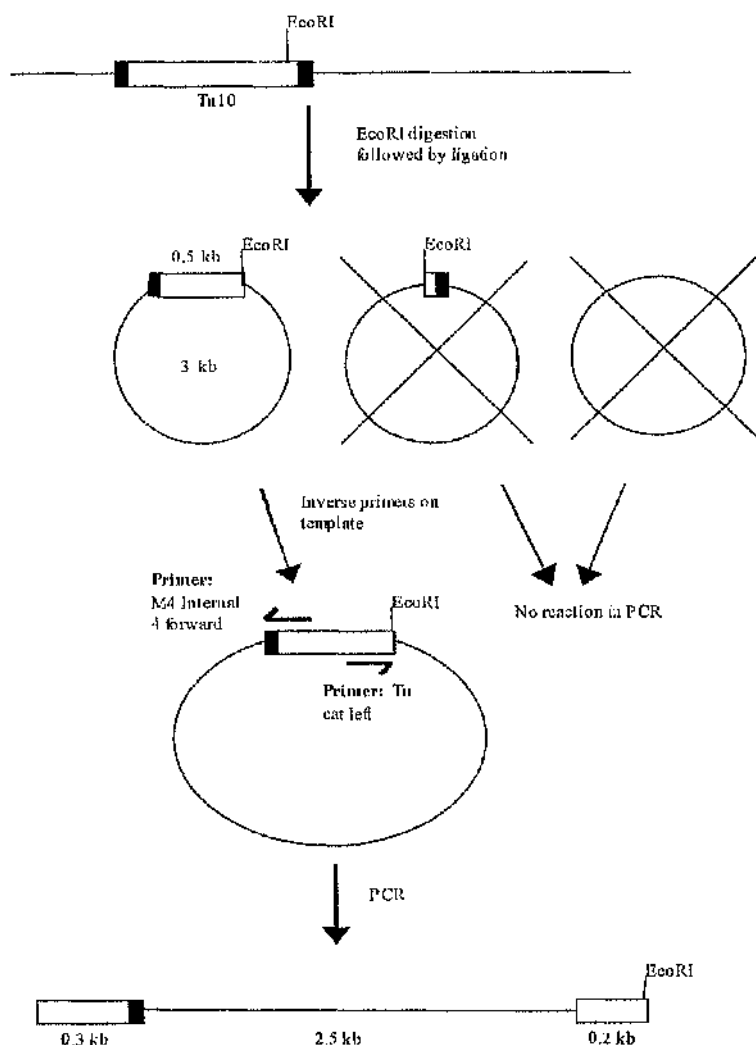 EcoRI
Tn10
EcoRI digestion
followed by ligation
0.5 kb
EcoRI
EcoRI
3 kb
Inverse primers on
template
Primer:
M4 Internal
4 forward
EcoRI
No reaction in PCR
Primer: Tn
cat left
PCR
EcoRI
0.3 kb
2.5 kb
0.2 kb